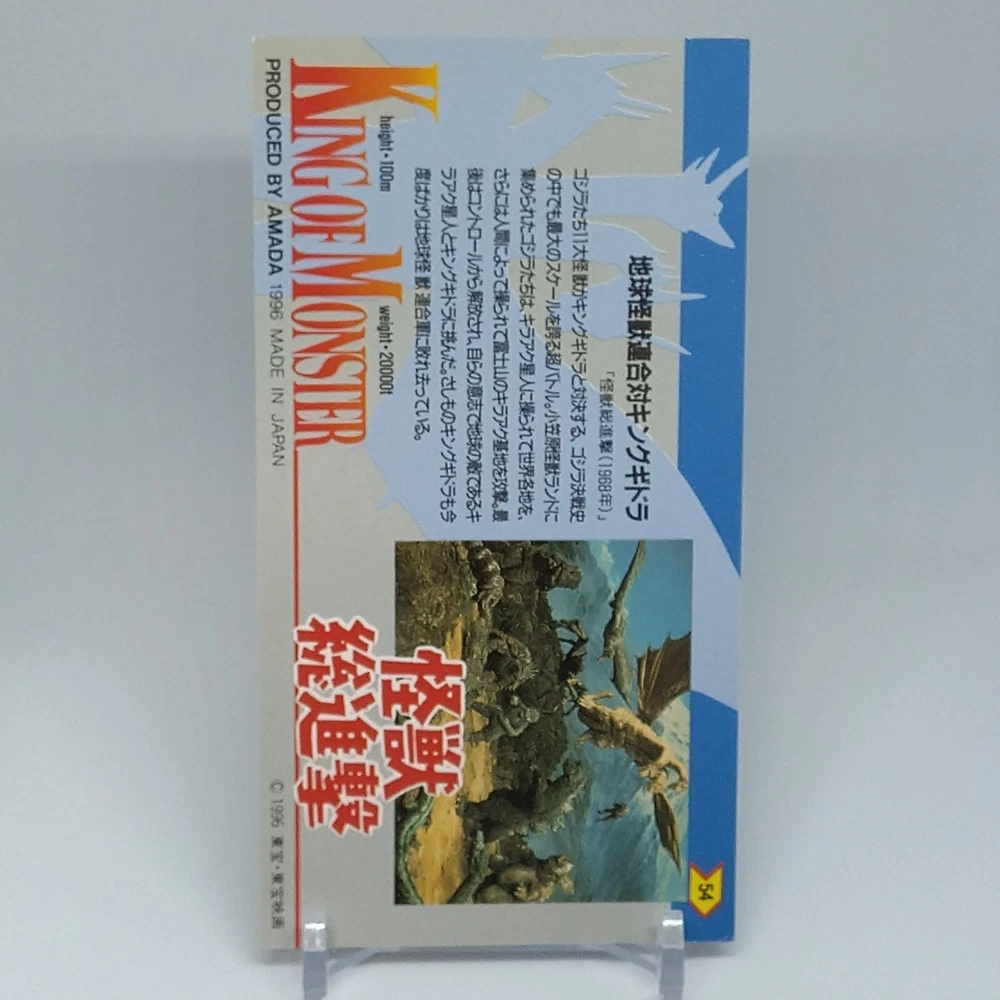 54
地球怪獣連合対キングギドラ
「怪獣総進撃(1968年)」
ゴジラたち11大怪獣がキングギドラと対決する、ゴジラ決戦史
の中でも最大のスケールを誇る超バトル。小笠原怪獣ランドに
集められたゴジラたちは、キラアク星人に操られて世界各地を、
さらには人間によって操られて富士山のキラアク基地を攻撃。最
後はコントロールから解放され、自らの意志で地球の敵であるキ
ラアク星人とキングギドラに挑んだ。さしものキングギドラも今
度ばかりは地球怪獣連合軍に敗れ去っている。
height・100m
weight・20000t
KING OF MONSTER
怪獣
総進撃
PRODUCED BY AMADA 1996 MADE IN JAPAN
© 1996 東宝・東宝映画